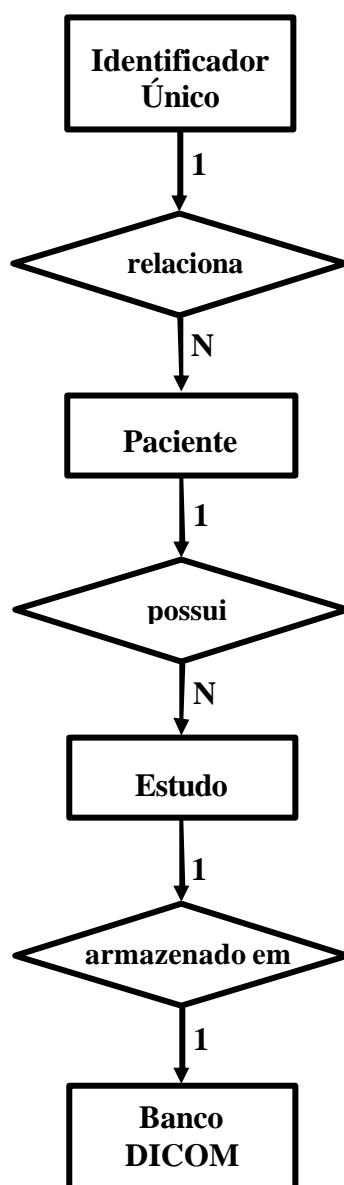 Identificador
Único
1
relaciona
N
Paciente
1
possui
N
Estudo
1
armazenado em
1
Banco
DICOM